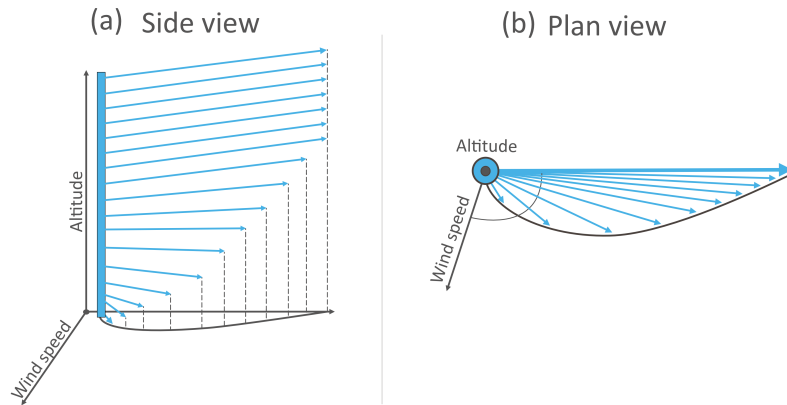 (a) Side view
Altitude
Wind speed
(b) Plan view
Altitude
Wind speed